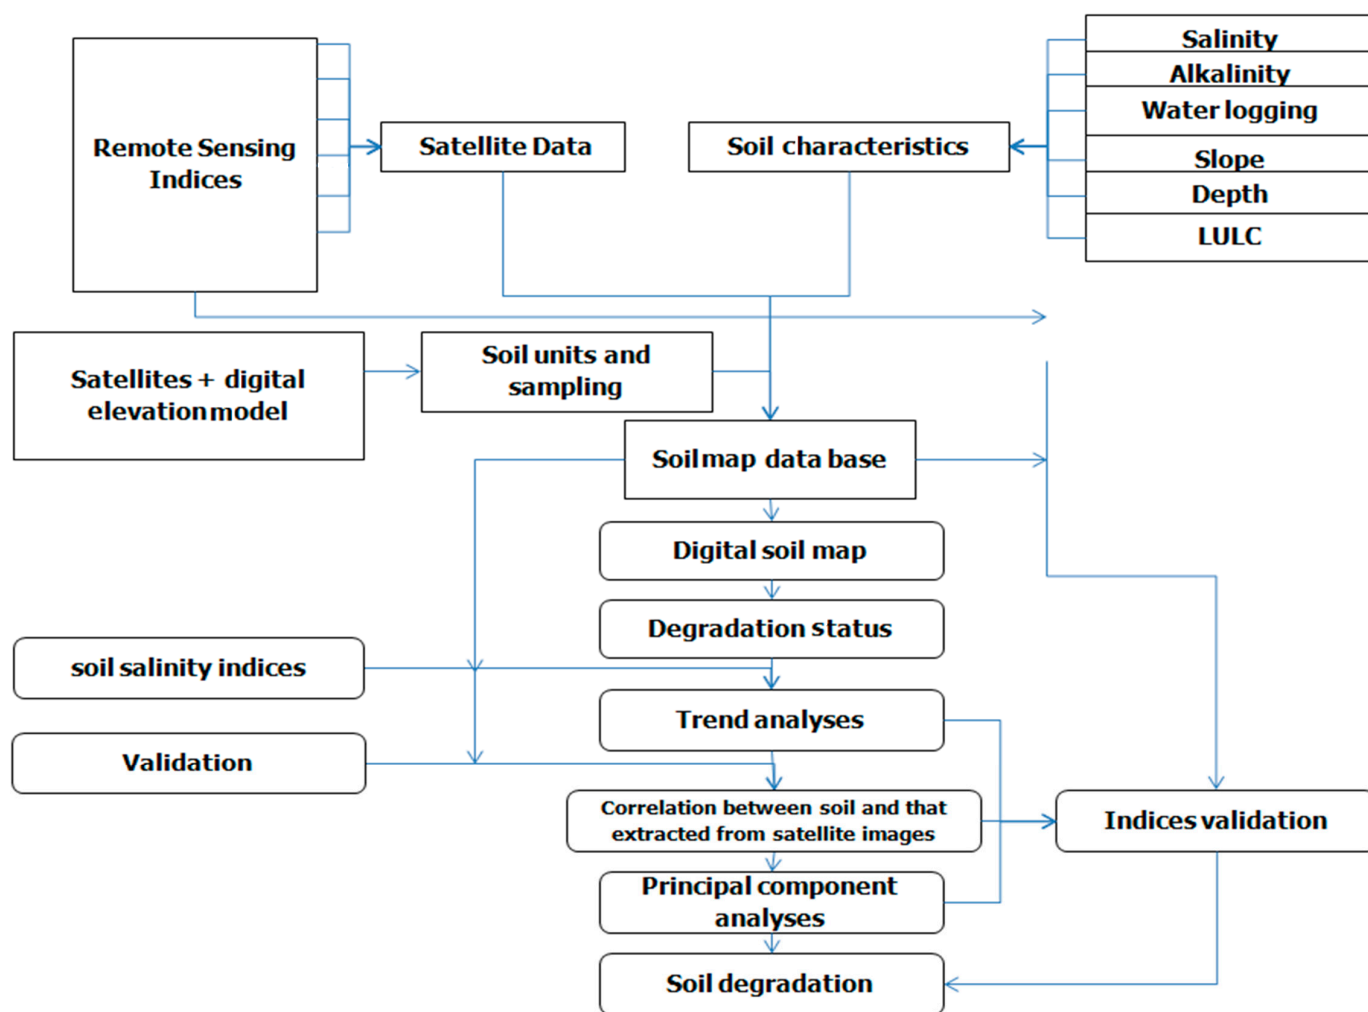 Remote Sensing
Indices
Satellite Data
Soil characteristics
Salinity
Alkalinity
Water logging
Slope
Depth
LULC
Satellites + digital
elevation model
Soil units and
sampling
Soil map data base
Digital soil map
Degradation status
soil salinity indices
Trend analyses
Validation
Correlation between soil and that
extracted from satellite images
Indices validation
Principal component
analyses
Soil degradation